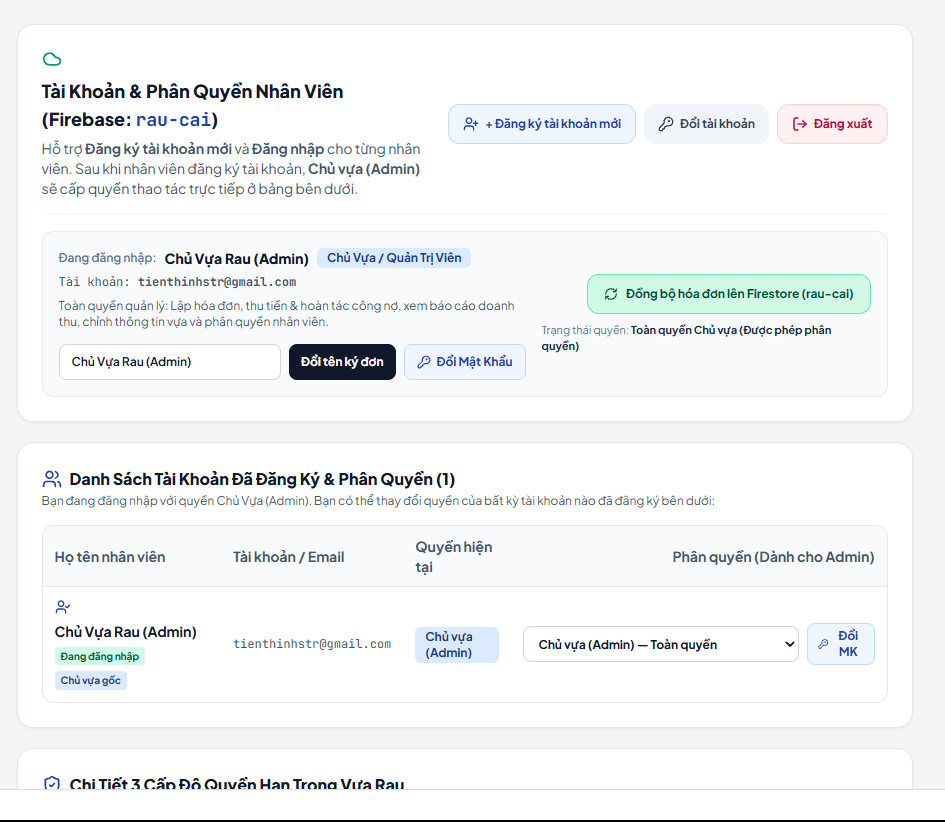 Tài Khoản & Phân Quyền Nhân Viên
(Firebase: rau-cai)
Hỗ trợ Đăng ký tài khoản mới và Đăng nhập cho từng nhân
viên. Sau khi nhân viên đăng ký tài khoản, Chủ vựa (Admin)
sẽ cấp quyền thao tác trực tiếp ở bảng bên dưới.
+ Đăng ký tài khoản mới
Đổi tài khoản
Đăng xuất
Đang đăng nhập: Chủ Vựa Rau (Admin) Chủ Vựa / Quản Trị Viên
Tài khoản: tienthinhstr@gmail.com
Toàn quyền quản lý: Lập hóa đơn, thu tiền & hoàn tác công nợ, xem báo cáo doanh
thu, chỉnh thông tin vựa và phân quyền nhân viên.
Chủ Vựa Rau (Admin)
Đổi tên ký đơn
Đổi Mật Khẩu
Đồng bộ hóa đơn lên Firestore (rau-cai)
Trạng thái quyền: Toàn quyền Chủ vựa (Được phép phân
quyền)
Danh Sách Tài Khoản Đã Đăng Ký & Phân Quyền (1)
Bạn đang đăng nhập với quyền Chủ Vựa (Admin). Bạn có thể thay đổi quyền của bất kỳ tài khoản nào đã đăng ký bên dưới:
Họ tên nhân viên
Tài khoản / Email
Quyền hiện
tại
Phân quyền (Dành cho Admin)
Chủ Vựa Rau (Admin)
Đang đăng nhập
Chủ vựa gốc
tienthinhstr@gmail.com
Chủ vựa
(Admin)
Chủ vựa (Admin) — Toàn quyền
Đổi
MK
Chi Tiết 3 Cấp Độ Quyền Hạn Trong Vựa Rau